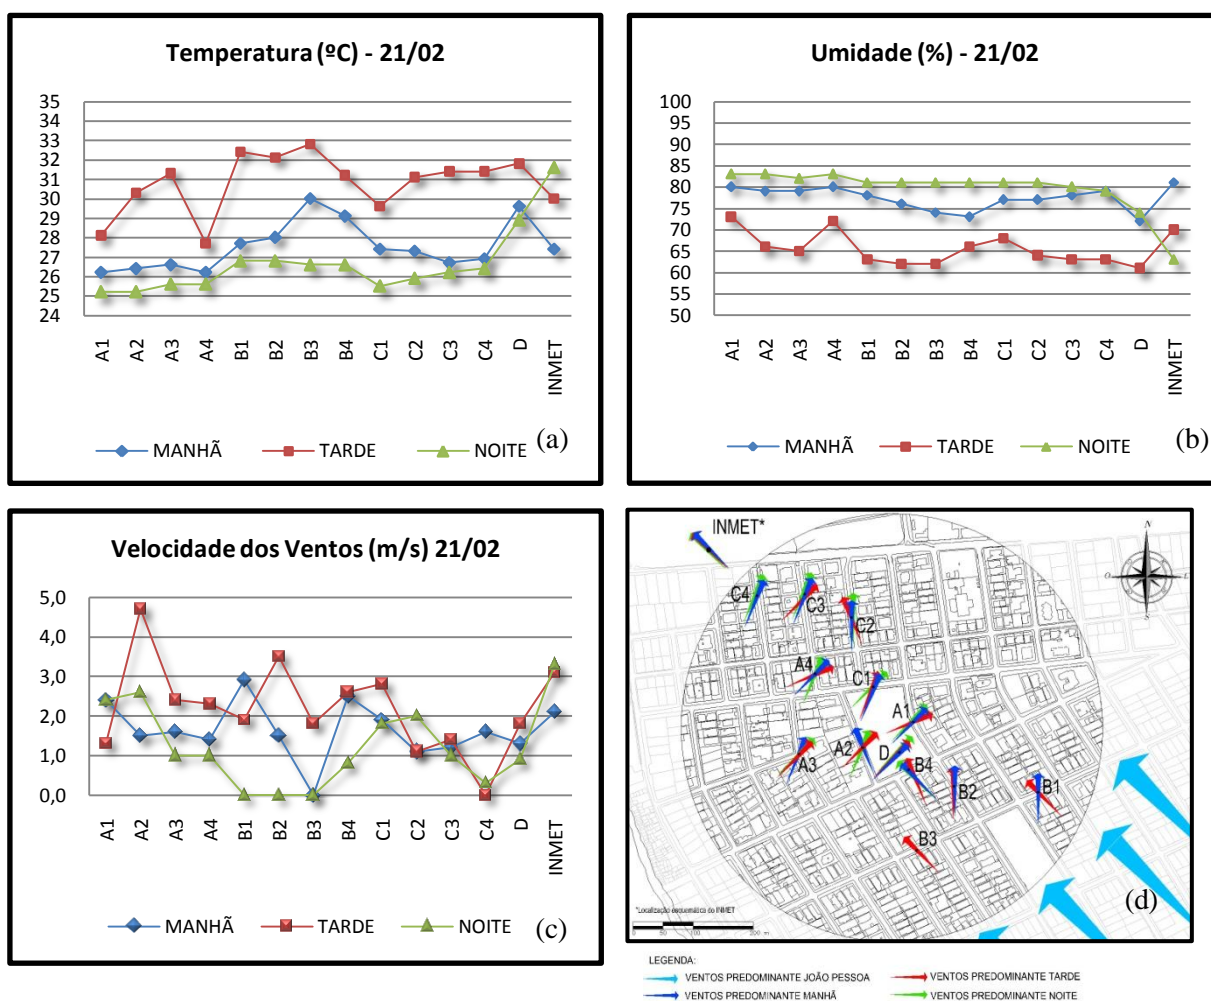 Temperatura (ºC) - 21/02
35
34
33
32
31
30
29
28
27
26
25
24
A1 A2 A3 A4 B1 B2 B3 B4 C1 C2 C3 C4 D INMET
MANHÃ TARDE NOITE (a)
Umidade (%) - 21/02
100
95
90
85
80
75
70
65
60
55
50
A1 A2 A3 A4 B1 B2 B3 B4 C1 C2 C3 C4 D INMET
MANHÃ TARDE NOITE (b)
Velocidade dos Ventos (m/s) 21/02
5,0
4,0
3,0
2,0
1,0
0,0
A1 A2 A3 A4 B1 B2 B3 B4 C1 C2 C3 C4 D INMET
MANHÃ TARDE NOITE (c)
INMET*
N
O E
S
C4 C3 C2
A4 C1
A1
A2 D
A3 B4
B2 B1
B3
(d)
*Localização esquemática do INMET
0 50 100 200 m
LEGENDA:
VENTOS PREDOMINANTE JOÃO PESSOA VENTOS PREDOMINANTE TARDE
VENTOS PREDOMINANTE MANHÃ VENTOS PREDOMINANTE NOITE